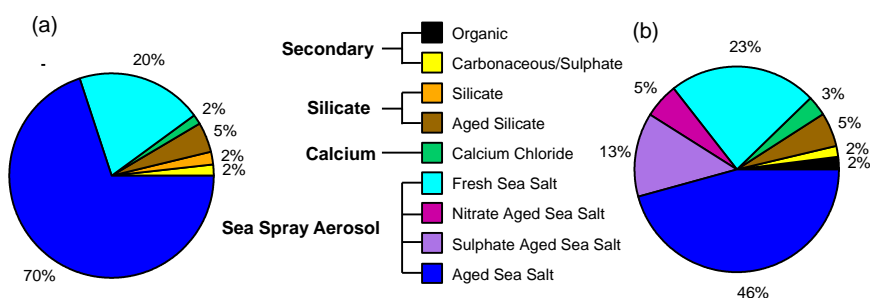 (a)
-
20%
2%
5%
2%
2%
70%
Secondary
Organic
Carbonaceous/Sulphate
Silicate
Silicate
Aged Silicate
Calcium
Calcium Chloride
Sea Spray Aerosol
Fresh Sea Salt
Nitrate Aged Sea Salt
Sulphate Aged Sea Salt
Aged Sea Salt
(b)
23%
5%
3%
5%
13%
2%
2%
46%